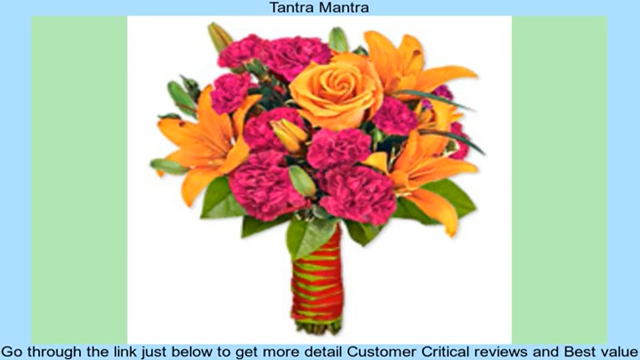 Tantra Mantra
Go through the link just below to get more detail Customer Critical reviews and Best value